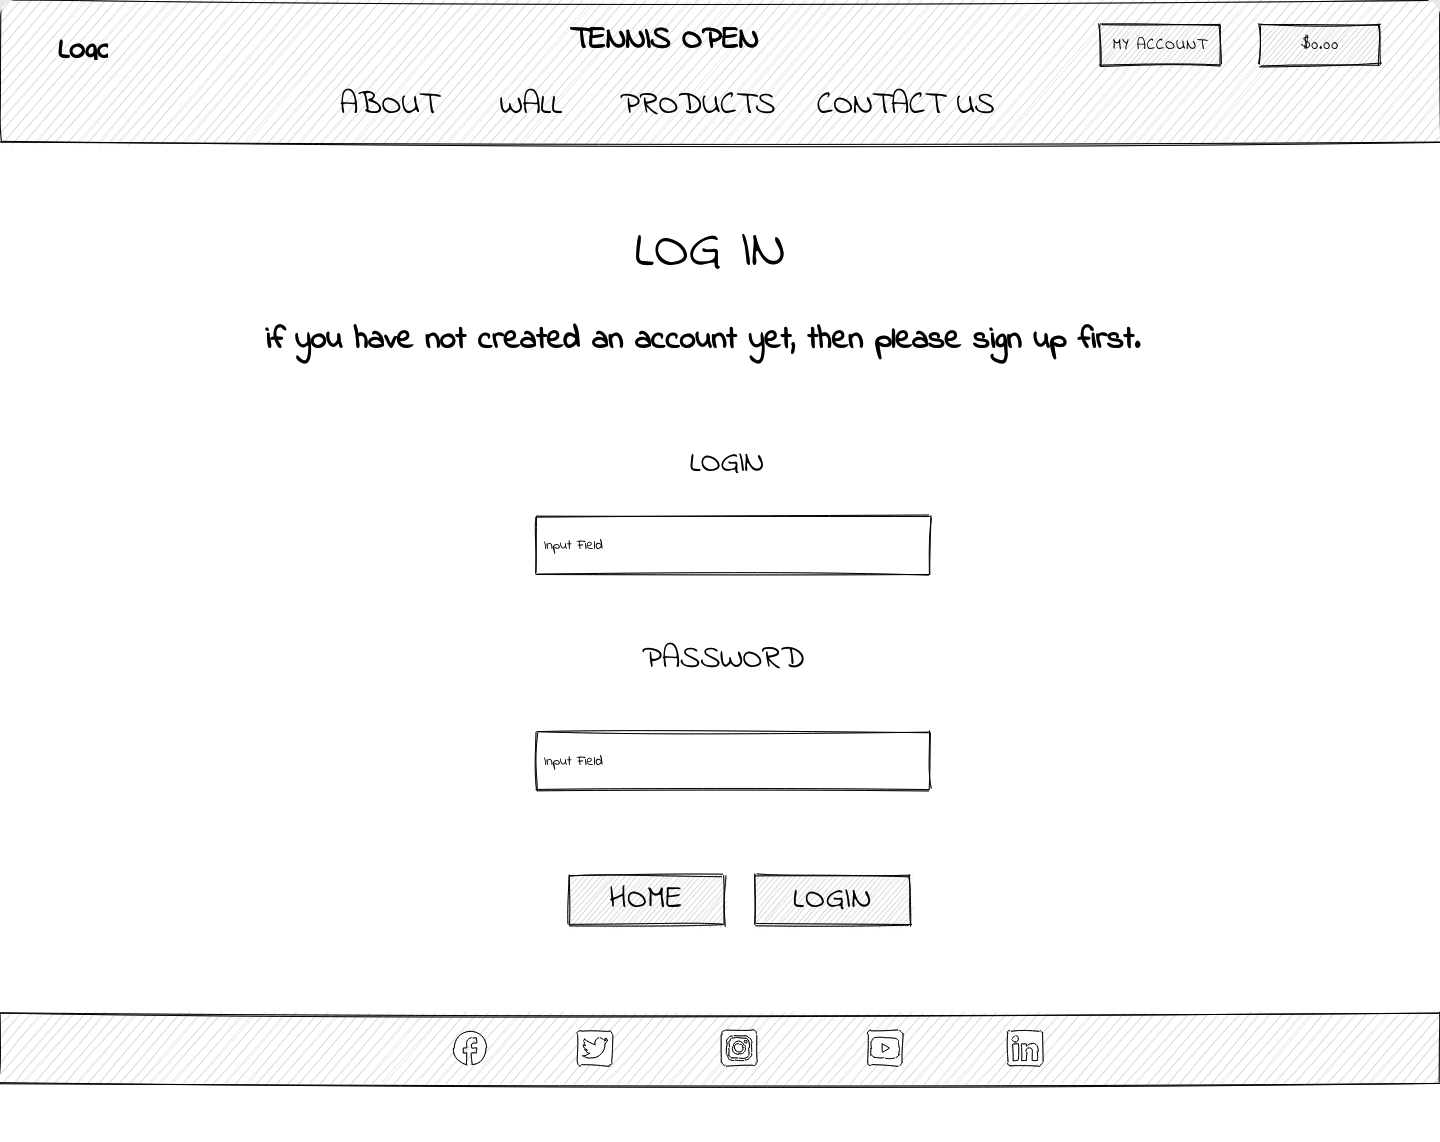 Logo
TENNIS OPEN
MY ACCOUNT
$0.00
ABOUT WALL PRODUCTS CONTACT US
LOG IN
if you have not created an account yet, then please sign up first.
LOGIN
Input Field
PASSWORD
Input Field
HOME LOGIN
in